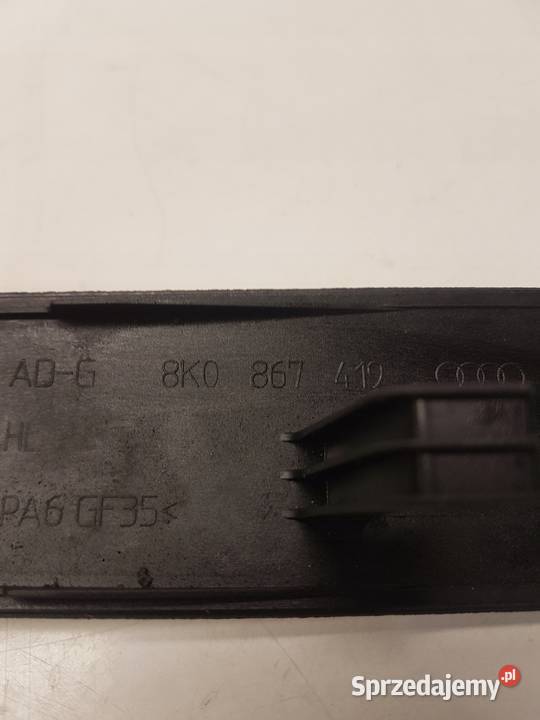 AD-G 8K0 867 419
HL
PA6 GF35<
Sprzedajemy.pl